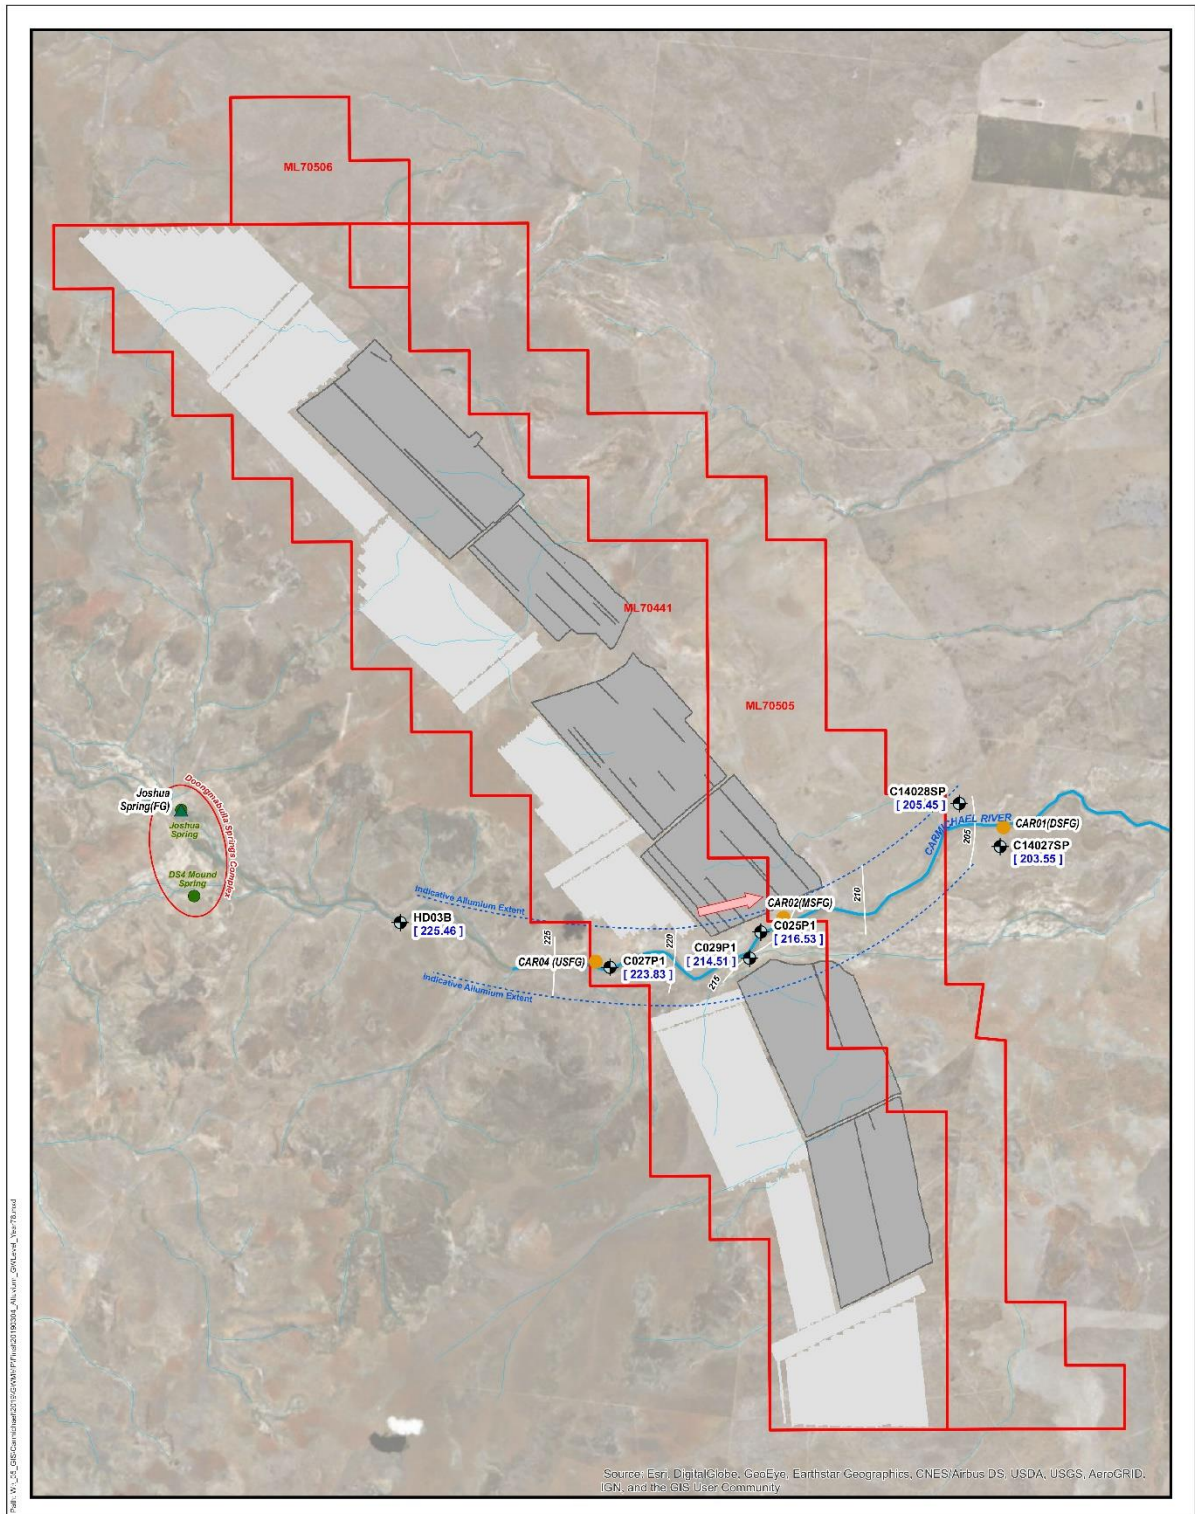 ML70506
ML70441
ML70505
Joshua
Spring(FG)
Joshua
Spring
DS4 Mound
Spring
Doongmabulla Springs Complex
C14028SP
[ 205.45 ]
CARMICHAEL RIVER
CAR01(DSFG)
205
C14027SP
[ 203.55 ]
Indicative Allumium Extent
210
CAR02(MSFG)
HD03B
[ 225.46 ]
C025P1
[ 216.53 ]
225
220
C029P1
[ 214.51 ]
CAR04 (USFG)
C027P1
[ 223.83 ]
215
Indicative Allumium Extent
Source: Esri, DigitalGlobe, GeoEye, Earthstar Geographics, CNES/Airbus DS, USDA, USGS, AeroGRID,
IGN, and the GIS User Community